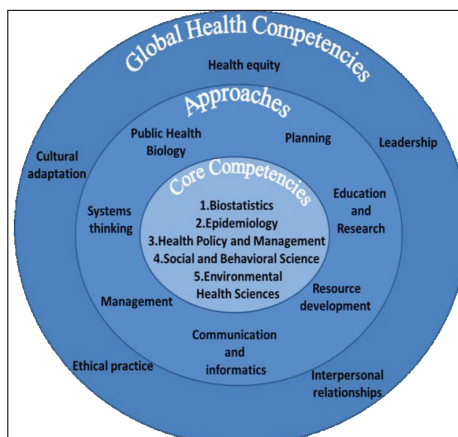 Global Health Competencies
Health equity
Approaches
Public Health
Biology
Planning
Leadership
Cultural
adaptation
Core Competencies
Systems
thinking
Education
and
Research
1.Biostatistics
2.Epidemiology
3.Health Policy and Management
4.Social and Behavioral Science
5.Environmental
Health Sciences
Management
Resource
development
Communication
and
informatics
Ethical practice
Interpersonal
relationships